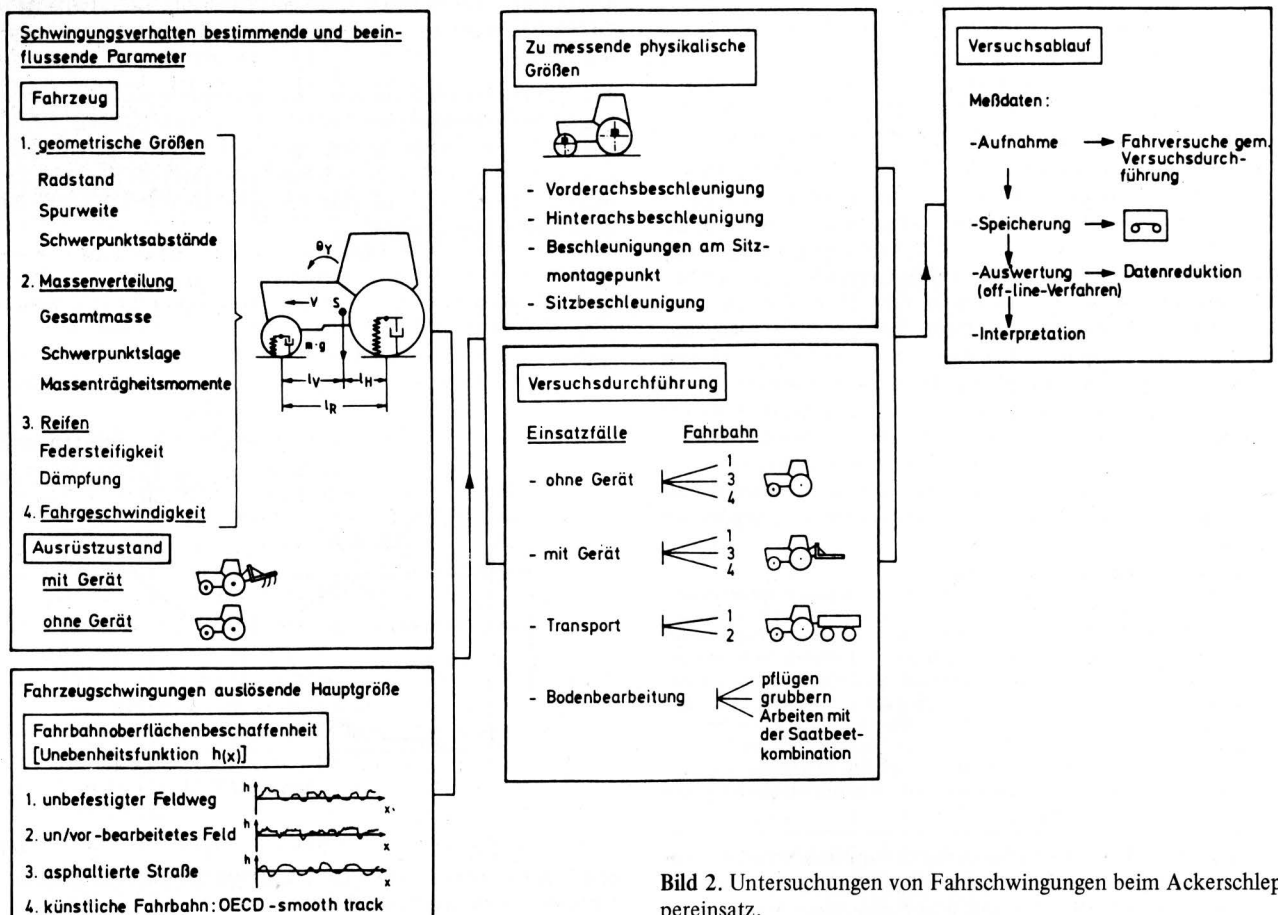 Schwingungsverhalten bestimmende und beein-
flussende Parameter
Fahrzeug
1. geometrische Größen
Radstand
Spurweite
Schwerpunktsabstände
2. Massenverteilung
Gesamtmasse
Schwerpunktslage
Massenträgheitsmomente
3. Reifen
Federsteifigkeit
Dämpfung
4. Fahrgeschwindigkeit
θY
V
S
m·g
lV
lH
lR
Ausrüstzustand
mit Gerät
ohne Gerät
Fahrzeugschwingungen auslösende Hauptgröße
Fahrbahnoberflächenbeschaffenheit
[Unebenheitsfunktion h(x)]
1. unbefestigter Feldweg
h
x
2. un/vor-bearbeitetes Feld
h
x
3. asphaltierte Straße
h
x
4. künstliche Fahrbahn: OECD-smooth track
Zu messende physikalische
Größen
- Vorderachsbeschleunigung
- Hinterachsbeschleunigung
- Beschleunigungen am Sitz-
montagepunkt
- Sitzbeschleunigung
Versuchsdurchführung
Einsatzfälle Fahrbahn
- ohne Gerät
1
3
4
- mit Gerät
1
3
4
- Transport
1
2
- Bodenbearbeitung
pflügen
grubbern
Arbeiten mit
der Saatbeet-
kombination
Versuchsablauf
Meßdaten:
-Aufnahme
Fahrversuche gem.
Versuchsdurch-
führung
-Speicherung
-Auswertung
(off-line-Verfahren)
Datenreduktion
-Interpretation
Bild 2. Untersuchungen von Fahrschwingungen beim Ackerschlep-
pereinsatz.